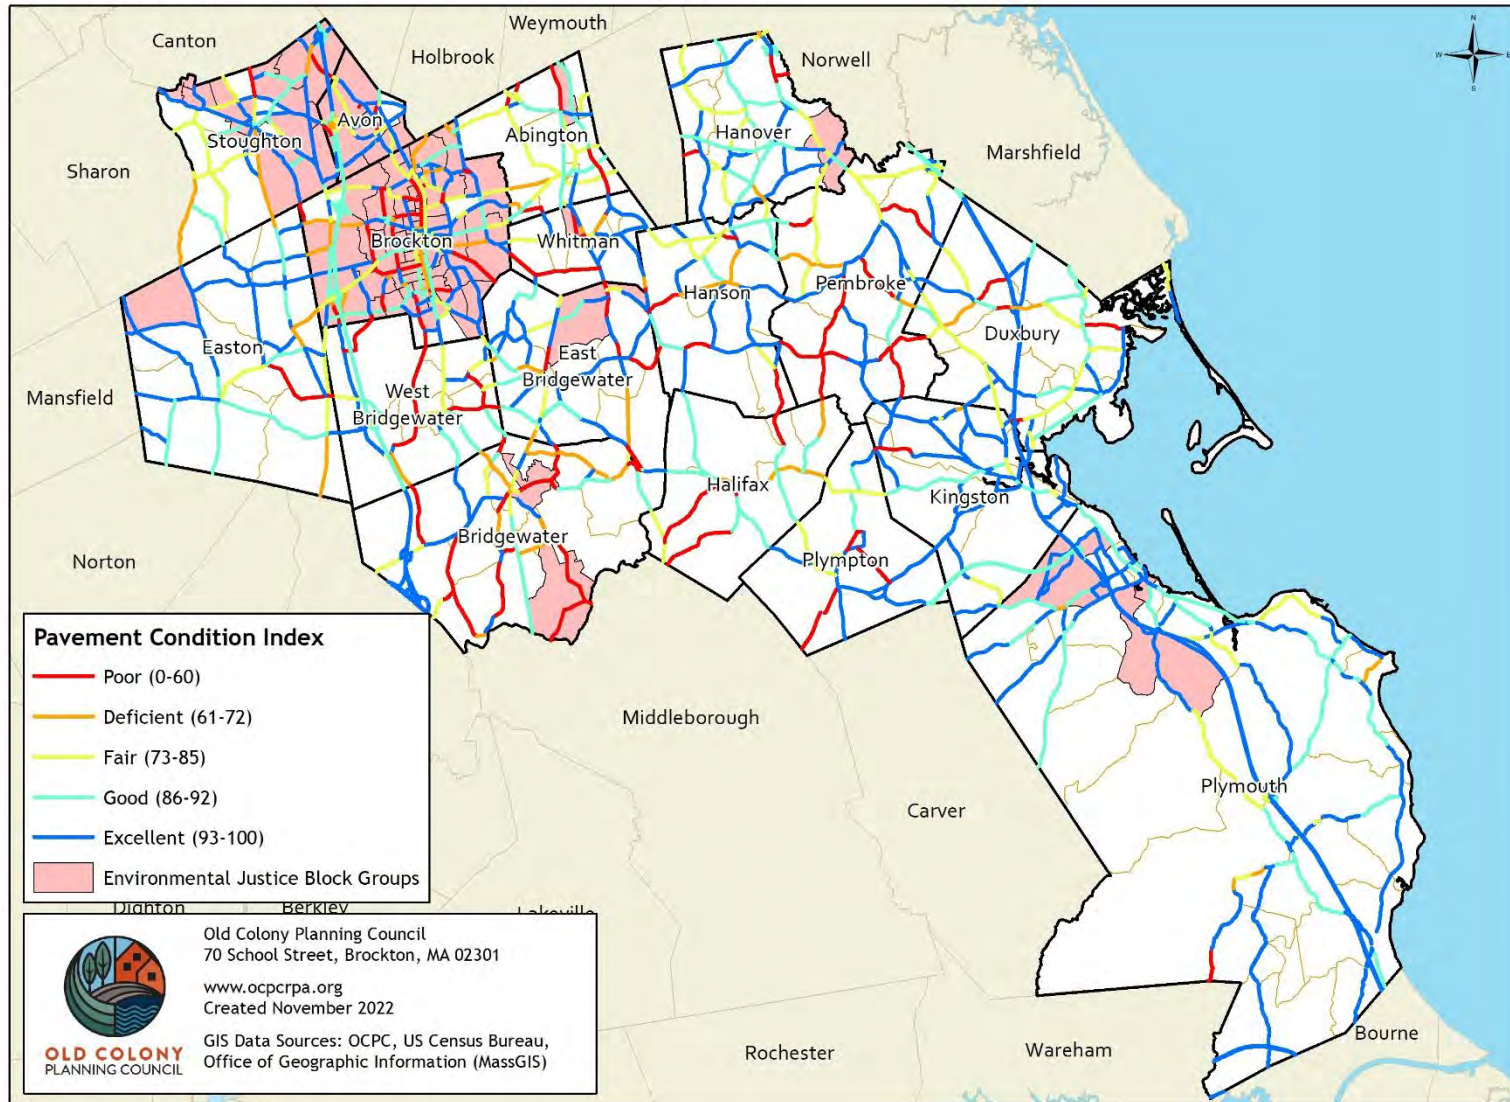 Weymouth
Canton
Holbrook
Norwell
N
W
E
S
Avon
Abington
Hanover
Stoughton
Marshfield
Sharon
Brockton
Whitman
Hanson
Pembroke
Duxbury
Easton
East
Bridgewater
West
Bridgewater
Mansfield
Halifax
Kingston
Bridgewater
Norton
Plympton
Pavement Condition Index
Poor (0-60)
Deficient (61-72)
Fair (73-85)
Good (86-92)
Excellent (93-100)
Environmental Justice Block Groups
Middleborough
Plymouth
Carver
Dighton
Berkley
Lakeville
Old Colony Planning Council
70 School Street, Brockton, MA 02301
www.ocpcrpa.org
Created November 2022
GIS Data Sources: OCPC, US Census Bureau,
Office of Geographic Information (MassGIS)
OLD COLONY
PLANNING COUNCIL
Rochester
Wareham
Bourne